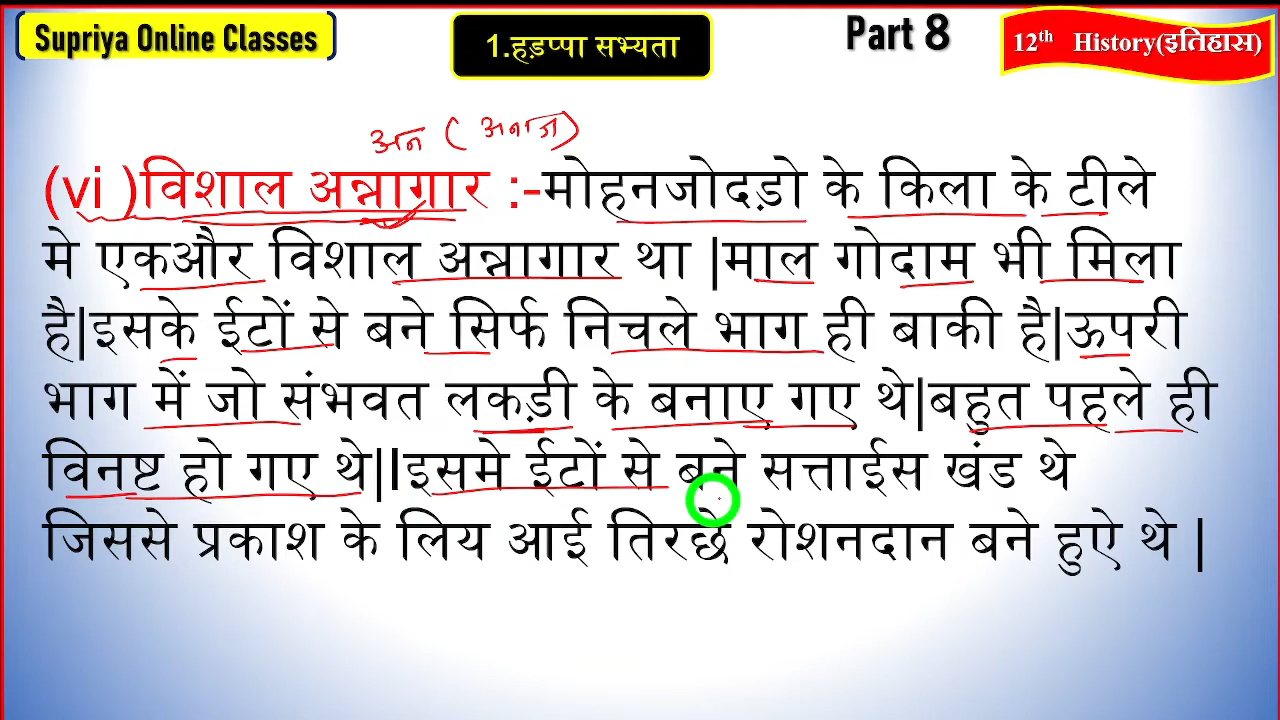 Supriya Online Classes
1.हड़प्पा सभ्यता
Part 8
12th History(इतिहास)
अन्न (अनाज)
(vi )विशाल अन्नागार :-मोहनजोदड़ो के किला के टीले
मे एकऔर विशाल अन्नागार था |माल गोदाम भी मिला
है|इसके ईटों से बने सिर्फ निचले भाग ही बाकी है|ऊपरी
भाग में जो संभवत लकड़ी के बनाए गए थे|बहुत पहले ही
विनष्ट हो गए थे|lइसमे ईटों से बने सत्ताईस खंड थे
जिससे प्रकाश के लिय आई तिरछे रोशनदान बने हुऐ थे |